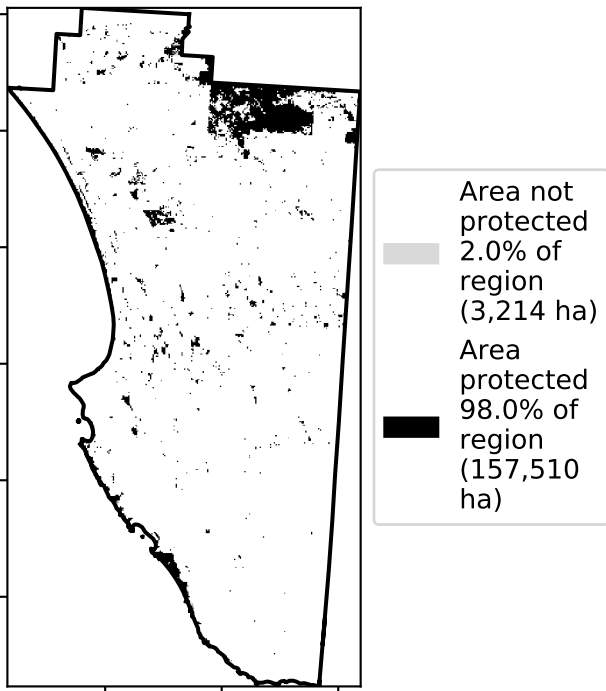 Area not
protected
2.0% of
region
(3,214 ha)
Area
protected
98.0% of
region
(157,510
ha)